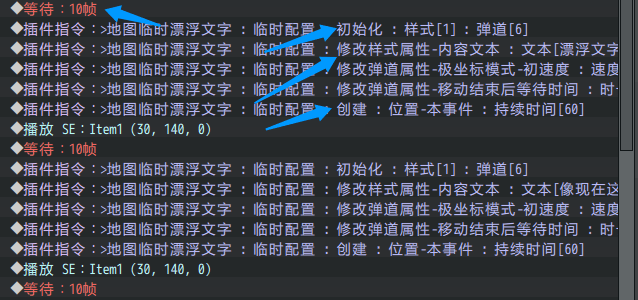 ◆等待：10帧
◆插件指令：>地图临时漂浮文字 : 临时配置 : 初始化 : 样式[1] : 弹道[6]
◆插件指令：>地图临时漂浮文字 : 临时配置 : 修改样式属性-内容文本 : 文本[漂浮文字
◆插件指令：>地图临时漂浮文字 : 临时配置 : 修改弹道属性-极坐标模式-初速度 : 速度
◆插件指令：>地图临时漂浮文字 : 临时配置 : 修改弹道属性-移动结束后等待时间 : 时
◆插件指令：>地图临时漂浮文字 : 临时配置 : 创建 : 位置-本事件 : 持续时间[60]
◆播放 SE：Item1 (30, 140, 0)
◆等待：10帧
◆插件指令：>地图临时漂浮文字 : 临时配置 : 初始化 : 样式[1] : 弹道[6]
◆插件指令：>地图临时漂浮文字 : 临时配置 : 修改样式属性-内容文本 : 文本[像现在这
◆插件指令：>地图临时漂浮文字 : 临时配置 : 修改弹道属性-极坐标模式-初速度 : 速度
◆插件指令：>地图临时漂浮文字 : 临时配置 : 修改弹道属性-移动结束后等待时间 : 时
◆插件指令：>地图临时漂浮文字 : 临时配置 : 创建 : 位置-本事件 : 持续时间[60]
◆播放 SE：Item1 (30, 140, 0)
◆等待：10帧